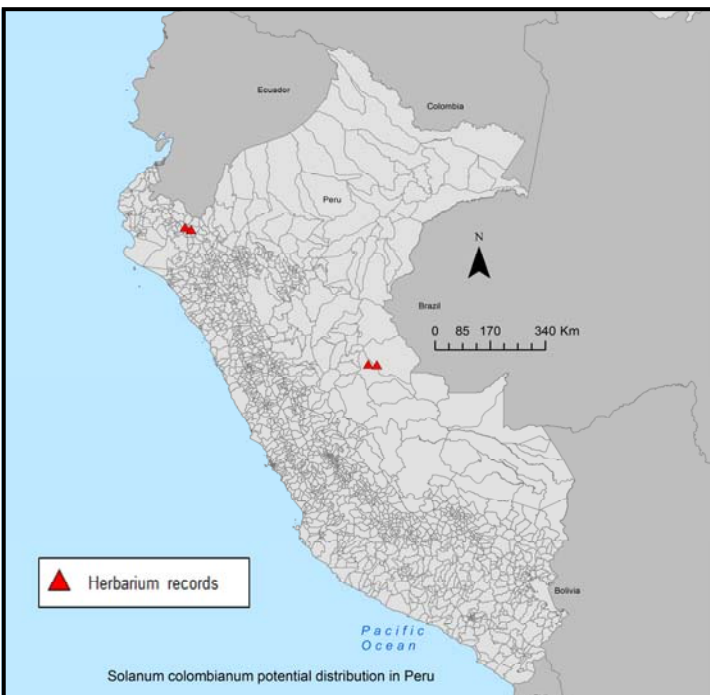 Ecuador
Colombia
Peru
N
Brazil
0 85 170 340 Km
Herbarium records
Bolivia
Pacific
Ocean
Solanum colombianum potential distribution in Peru